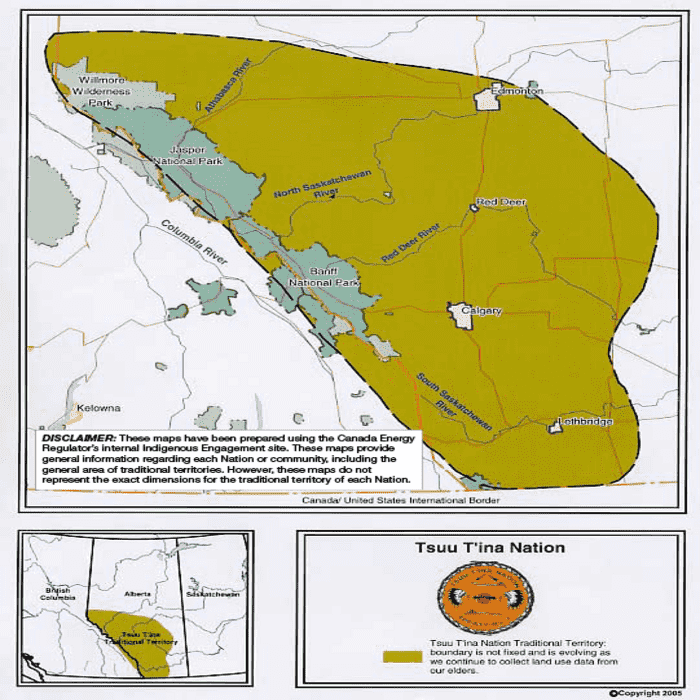 Willmore
Wilderness
Park
Athabasca River
Edmonton
Jasper
National Park
North Saskatchewan
River
Red Deer
Columbia River
Red Deer River
Banff
National Park
Calgary
South Saskatchewan
River
Kelowna
Lethbridge
DISCLAIMER: These maps have been prepared using the Canada Energy
Regulator's internal Indigenous Engagement site. These maps provide
general information regarding each Nation or community, including the
general area of traditional territories. However, these maps do not
represent the exact dimensions for the traditional territory of each Nation.
Canada/ United States International Border
British
Columbia
Alberta
Saskatchewan
Tsuu T'ina
Traditional Territory
Tsuu T'ina Nation
TSUU T'INA NATION
Tsuu T'ina Nation Traditional Territory:
boundary is not fixed and is evolving as
we continue to collect land use data from
our elders.
©Copyright 2005